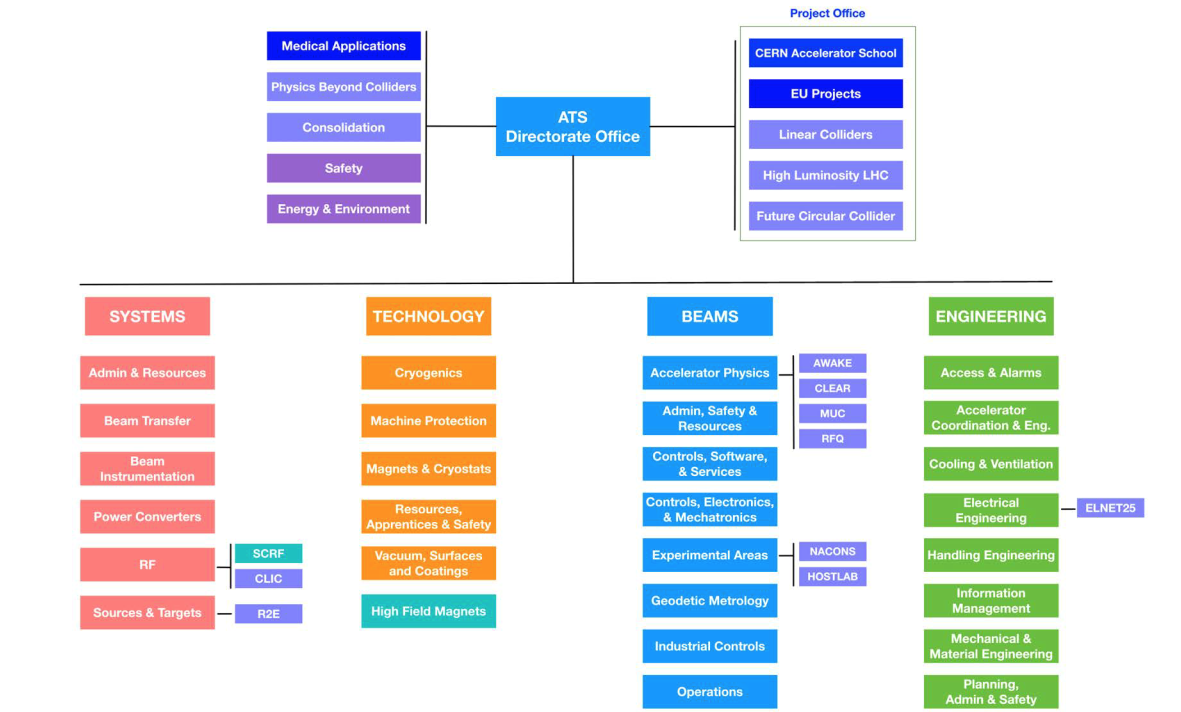 Project Office
Medical Applications
Physics Beyond Colliders
Consolidation
Safety
Energy & Environment
ATS
Directorate Office
CERN Accelerator School
EU Projects
Linear Colliders
High Luminosity LHC
Future Circular Collider
SYSTEMS
Admin & Resources
Beam Transfer
Beam
Instrumentation
Power Converters
RF
SCRF
CLIC
Sources & Targets
R2E
TECHNOLOGY
Cryogenics
Machine Protection
Magnets & Cryostats
Resources,
Apprentices & Safety
Vacuum, Surfaces
and Coatings
High Field Magnets
BEAMS
Accelerator Physics
AWAKE
CLEAR
MUC
RFQ
Admin, Safety &
Resources
Controls, Software,
& Services
Controls, Electronics,
& Mechatronics
Experimental Areas
NACONS
HOSTLAB
Geodetic Metrology
Industrial Controls
Operations
ENGINEERING
Access & Alarms
Accelerator
Coordination & Eng.
Cooling & Ventilation
Electrical
Engineering
ELNET25
Handling Engineering
Information
Management
Mechanical &
Material Engineering
Planning,
Admin & Safety